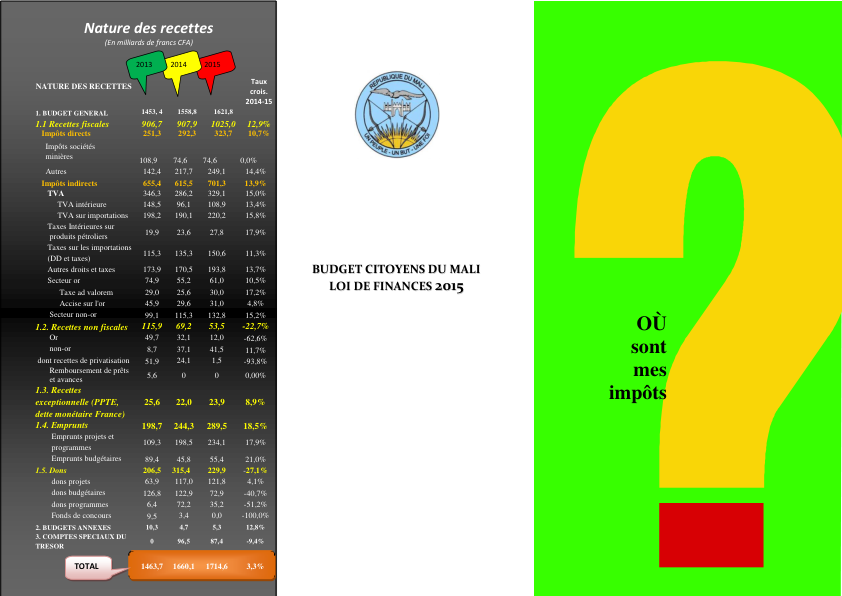 Nature des recettes
(En milliards de francs CFA)
2013 2014 2015
NATURE DES RECETTES Taux crois. 2014-15
1. BUDGET GENERAL 1453, 4 1558,8 1621,8
1.1 Recettes fiscales 906,7 907,9 1025,0 12,9%
Impôts directs 251,3 292,3 323,7 10,7%
Impôts sociétés
minières 108,9 74,6 74,6 0,0%
Autres 142,4 217,7 249,1 14,4%
Impôts indirects 655,4 615,5 701,3 13,9%
TVA 346,3 286,2 329,1 15,0%
TVA intérieure 148,5 96,1 108,9 13,4%
TVA sur importations 198,2 190,1 220,2 15,8%
Taxes Intérieures sur
produits pétroliers 19,9 23,6 27,8 17,9%
Taxes sur les importations
(DD et taxes) 115,3 135,3 150,6 11,3%
Autres droits et taxes 173,9 170,5 193,8 13,7%
Secteur or 74,9 55,2 61,0 10,5%
Taxe ad valorem 29,0 25,6 30,0 17,2%
Accise sur l'or 45,9 29,6 31,0 4,8%
Secteur non-or 99,1 115,3 132,8 15,2%
1.2. Recettes non fiscales 115,9 69,2 53,5 -22,7%
Or 49,7 32,1 12,0 -62,6%
non-or 8,7 37,1 41,5 11,7%
dont recettes de privatisation 51,9 24,1 1,5 -93,8%
Remboursement de prêts
et avances 5,6 0 0 0,00%
1.3. Recettes
exceptionnelle (PPTE, 25,6 22,0 23,9 8,9%
dette monétaire France)
1.4. Emprunts 198,7 244,3 289,5 18,5%
Emprunts projets et
programmes 109,3 198,5 234,1 17,9%
Emprunts budgétaires 89,4 45,8 55,4 21,0%
1.5. Dons 206,5 315,4 229,9 -27,1%
dons projets 63,9 117,0 121,8 4,1%
dons budgétaires 126,8 122,9 72,9 -40,7%
dons programmes 6,4 72,2 35,2 -51,2%
Fonds de concours 9,5 3,4 0,0 -100,0%
2. BUDGETS ANNEXES 10,3 4,7 5,3 12,8%
3. COMPTES SPECIAUX DU
TRESOR 0 96,5 87,4 -9,4%
TOTAL 1463,7 1660,1 1714,6 3,3%
REPUBLIQUE DU MALI
UN PEUPLE - UN BUT - UNE FOI
BUDGET CITOYENS DU MALI
LOI DE FINANCES 2015
OÙ
sont
mes
impôts
?